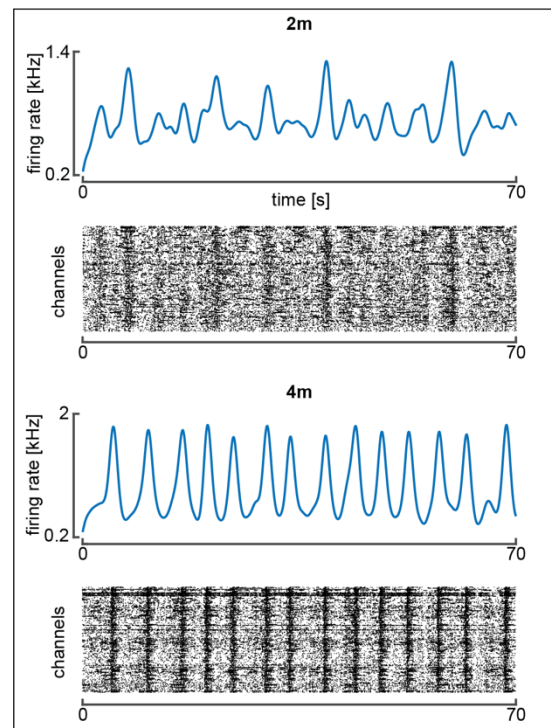 2m
1.4
firing rate [kHz]
0.2
0
time [s]
70
channels
0
70
4m
2
firing rate [kHz]
0.2
0
70
channels
0
70